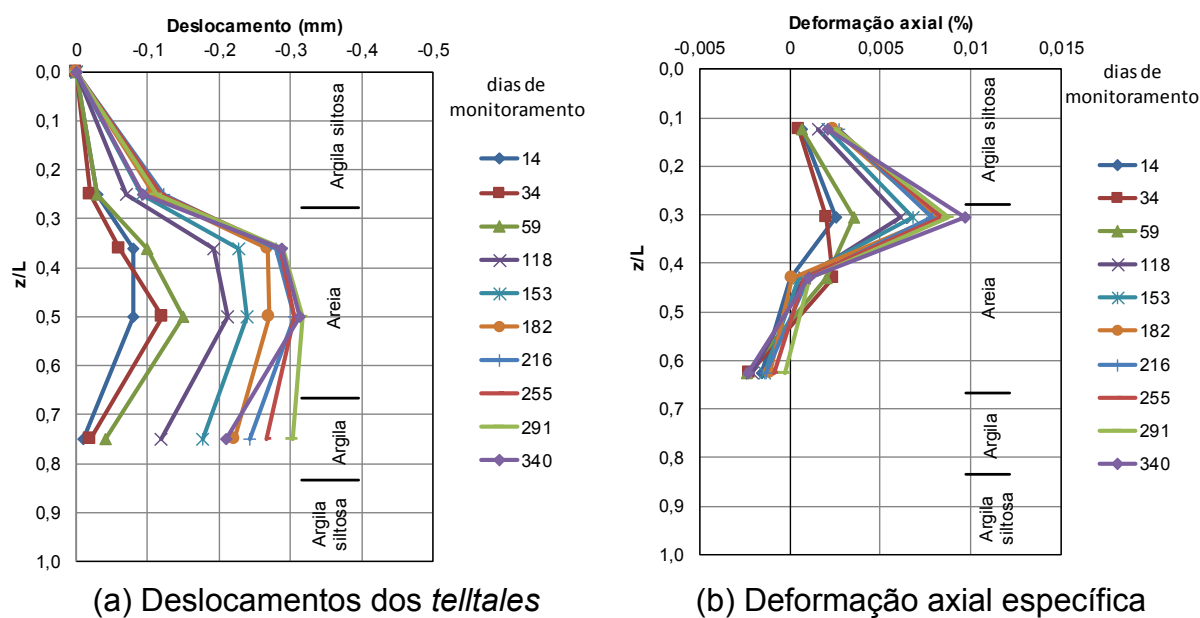 Deslocamento (mm)
0 -0,1 -0,2 -0,3 -0,4 -0,5
0,0
0,1
0,2
0,3
0,4
0,5
0,6
0,7
0,8
0,9
1,0
z/L
Argila siltosa
Areia
Argila
Argila
siltosa
dias de
monitoramento
14
34
59
118
153
182
216
255
291
340
(a) Deslocamentos dos telltales
Deformação axial (%)
-0,005 0 0,005 0,01 0,015
0,0
0,1
0,2
0,3
0,4
0,5
0,6
0,7
0,8
0,9
1,0
z/L
Argila siltosa
Areia
Argila
Argila
siltosa
dias de
monitoramento
14
34
59
118
153
182
216
255
291
340
(b) Deformação axial específica